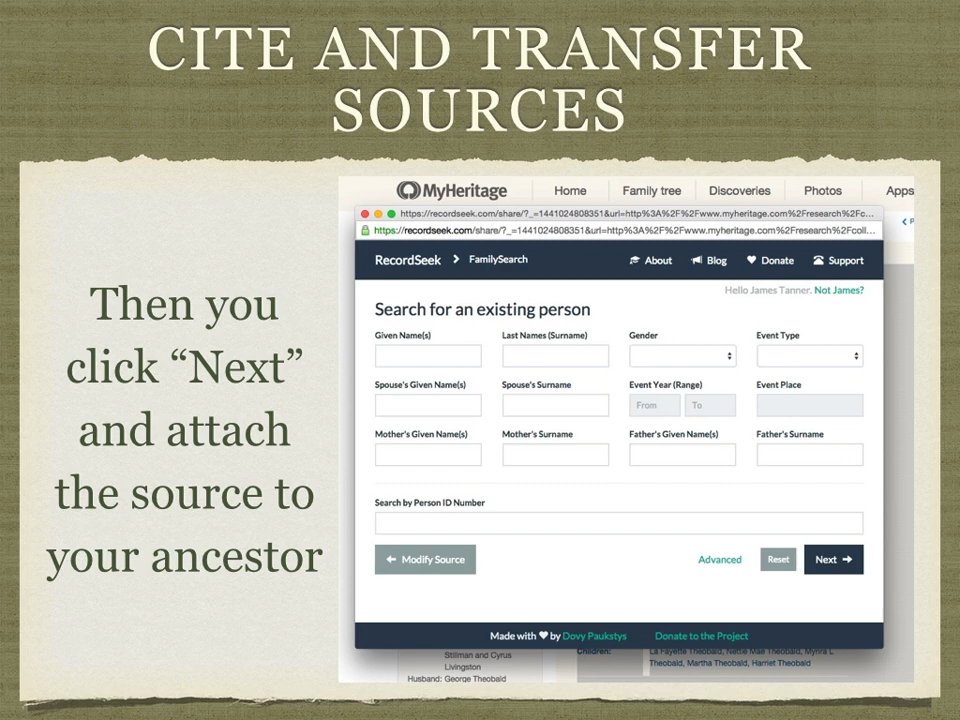 CITE AND TRANSFER
SOURCES
Then you
click “Next”
and attach
the source to
your ancestor
MyHeritage Home Family tree Discoveries Photos Apps
https://recordseek.com/share/?_=1441024808351&url=http%3A%2F%2Fwww.myheritage.com%2Fresearch%2Fc...
https://recordseek.com/share/?_=1441024808351&url=http%3A%2F%2Fwww.myheritage.com%2Fresearch%2Fcoll...
RecordSeek > FamilySearch About Blog Donate Support
Hello James Tanner. Not James?
Search for an existing person
Given Name(s) Last Names (Surname) Gender Event Type
Spouse's Given Name(s) Spouse's Surname Event Year (Range) Event Place
From To
Mother's Given Name(s) Mother's Surname Father's Given Name(s) Father's Surname
Search by Person ID Number
Modify Source Advanced Reset Next
Made with ♥ by Dovy Paukstys Donate to the Project
Stillman and Cyrus Children: La Fayette Theobald, Nettie Mae Theobald, Myrira L
Livingston Theobald, Martha Theobald, Harriet Theobald
Husband: George Theobald